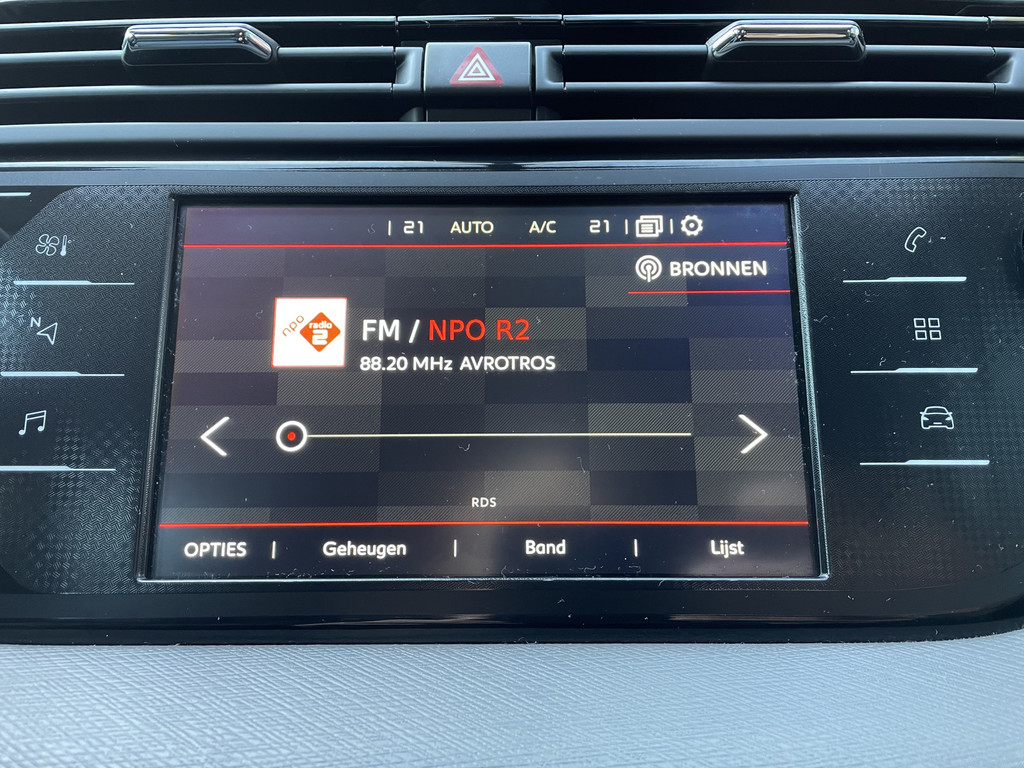 | 21 AUTO A/C 21 | |
BRONNEN
npo radio 2
FM / NPO R2
88.20 MHz AVROTROS
N
RDS
OPTIES | Geheugen | Band | Lijst